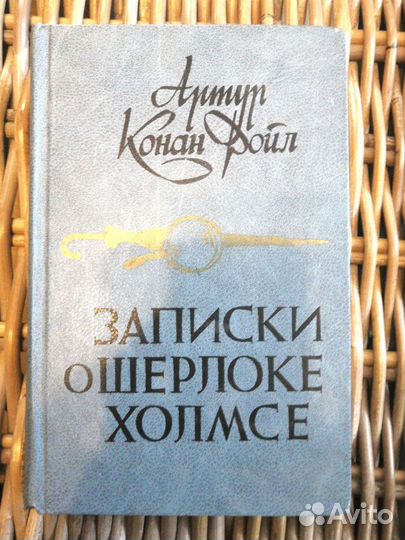 Артур
Конан Дойл
ЗАПИСКИ
О ШЕРЛОКЕ
ХОЛМСЕ
Avito